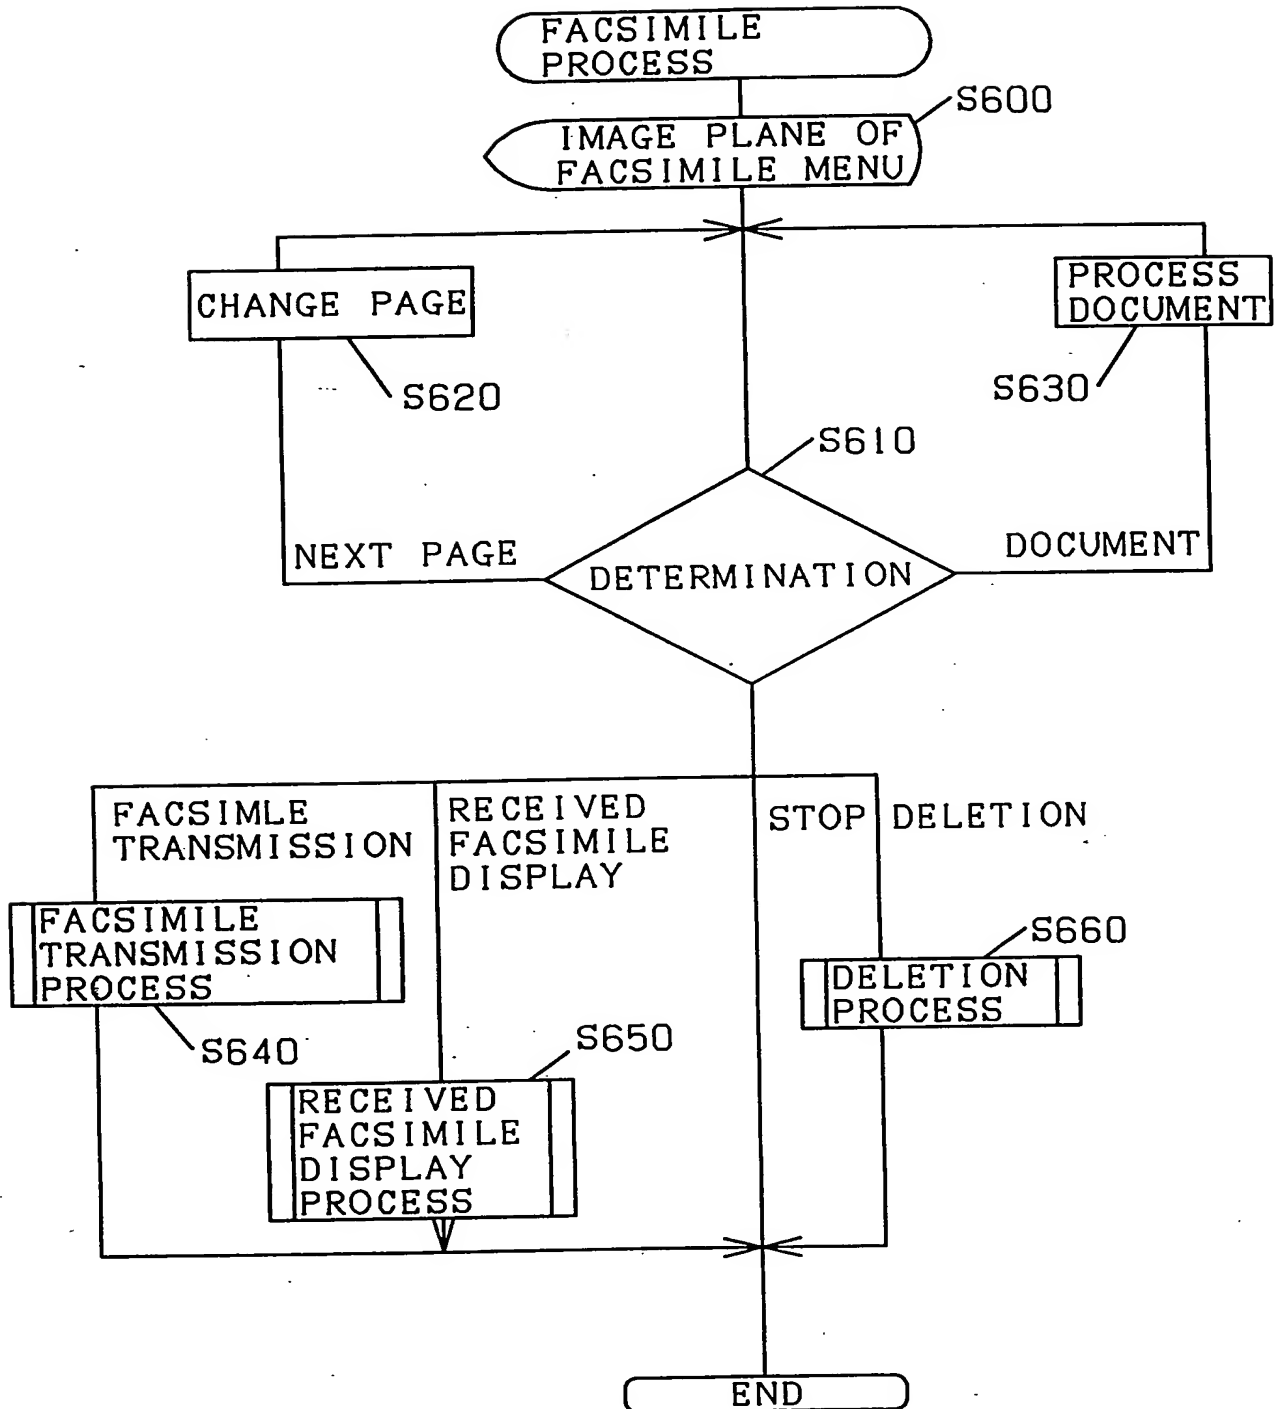 FACSIMILE
PROCESS
S600
IMAGE PLANE OF
FACSIMILE MENU
CHANGE PAGE
PROCESS
DOCUMENT
S620
S630
S610
NEXT PAGE
DETERMINATION
DOCUMENT
FACSIMLE
TRANSMISSION
RECEIVED
FACSIMILE
DISPLAY
STOP
DELETION
FACSIMILE
TRANSMISSION
PROCESS
S660
DELETION
PROCESS
S640
S650
RECEIVED
FACSIMILE
DISPLAY
PROCESS
END